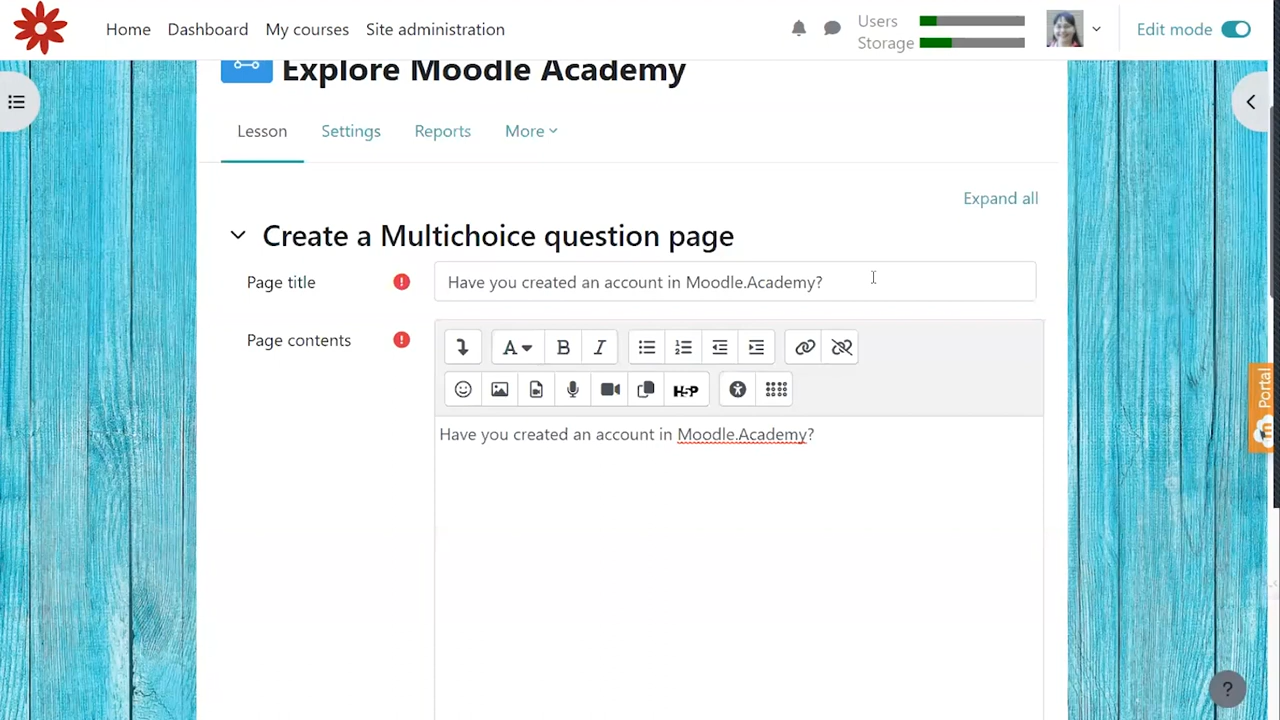 Home Dashboard My courses Site administration Users Edit mode
Storage
Explore Moodle Academy
Lesson Settings Reports More
Expand all
Create a Multichoice question page
Page title Have you created an account in Moodle.Academy?
Page contents A B I
H5P
Have you created an account in Moodle.Academy?
Portal
?